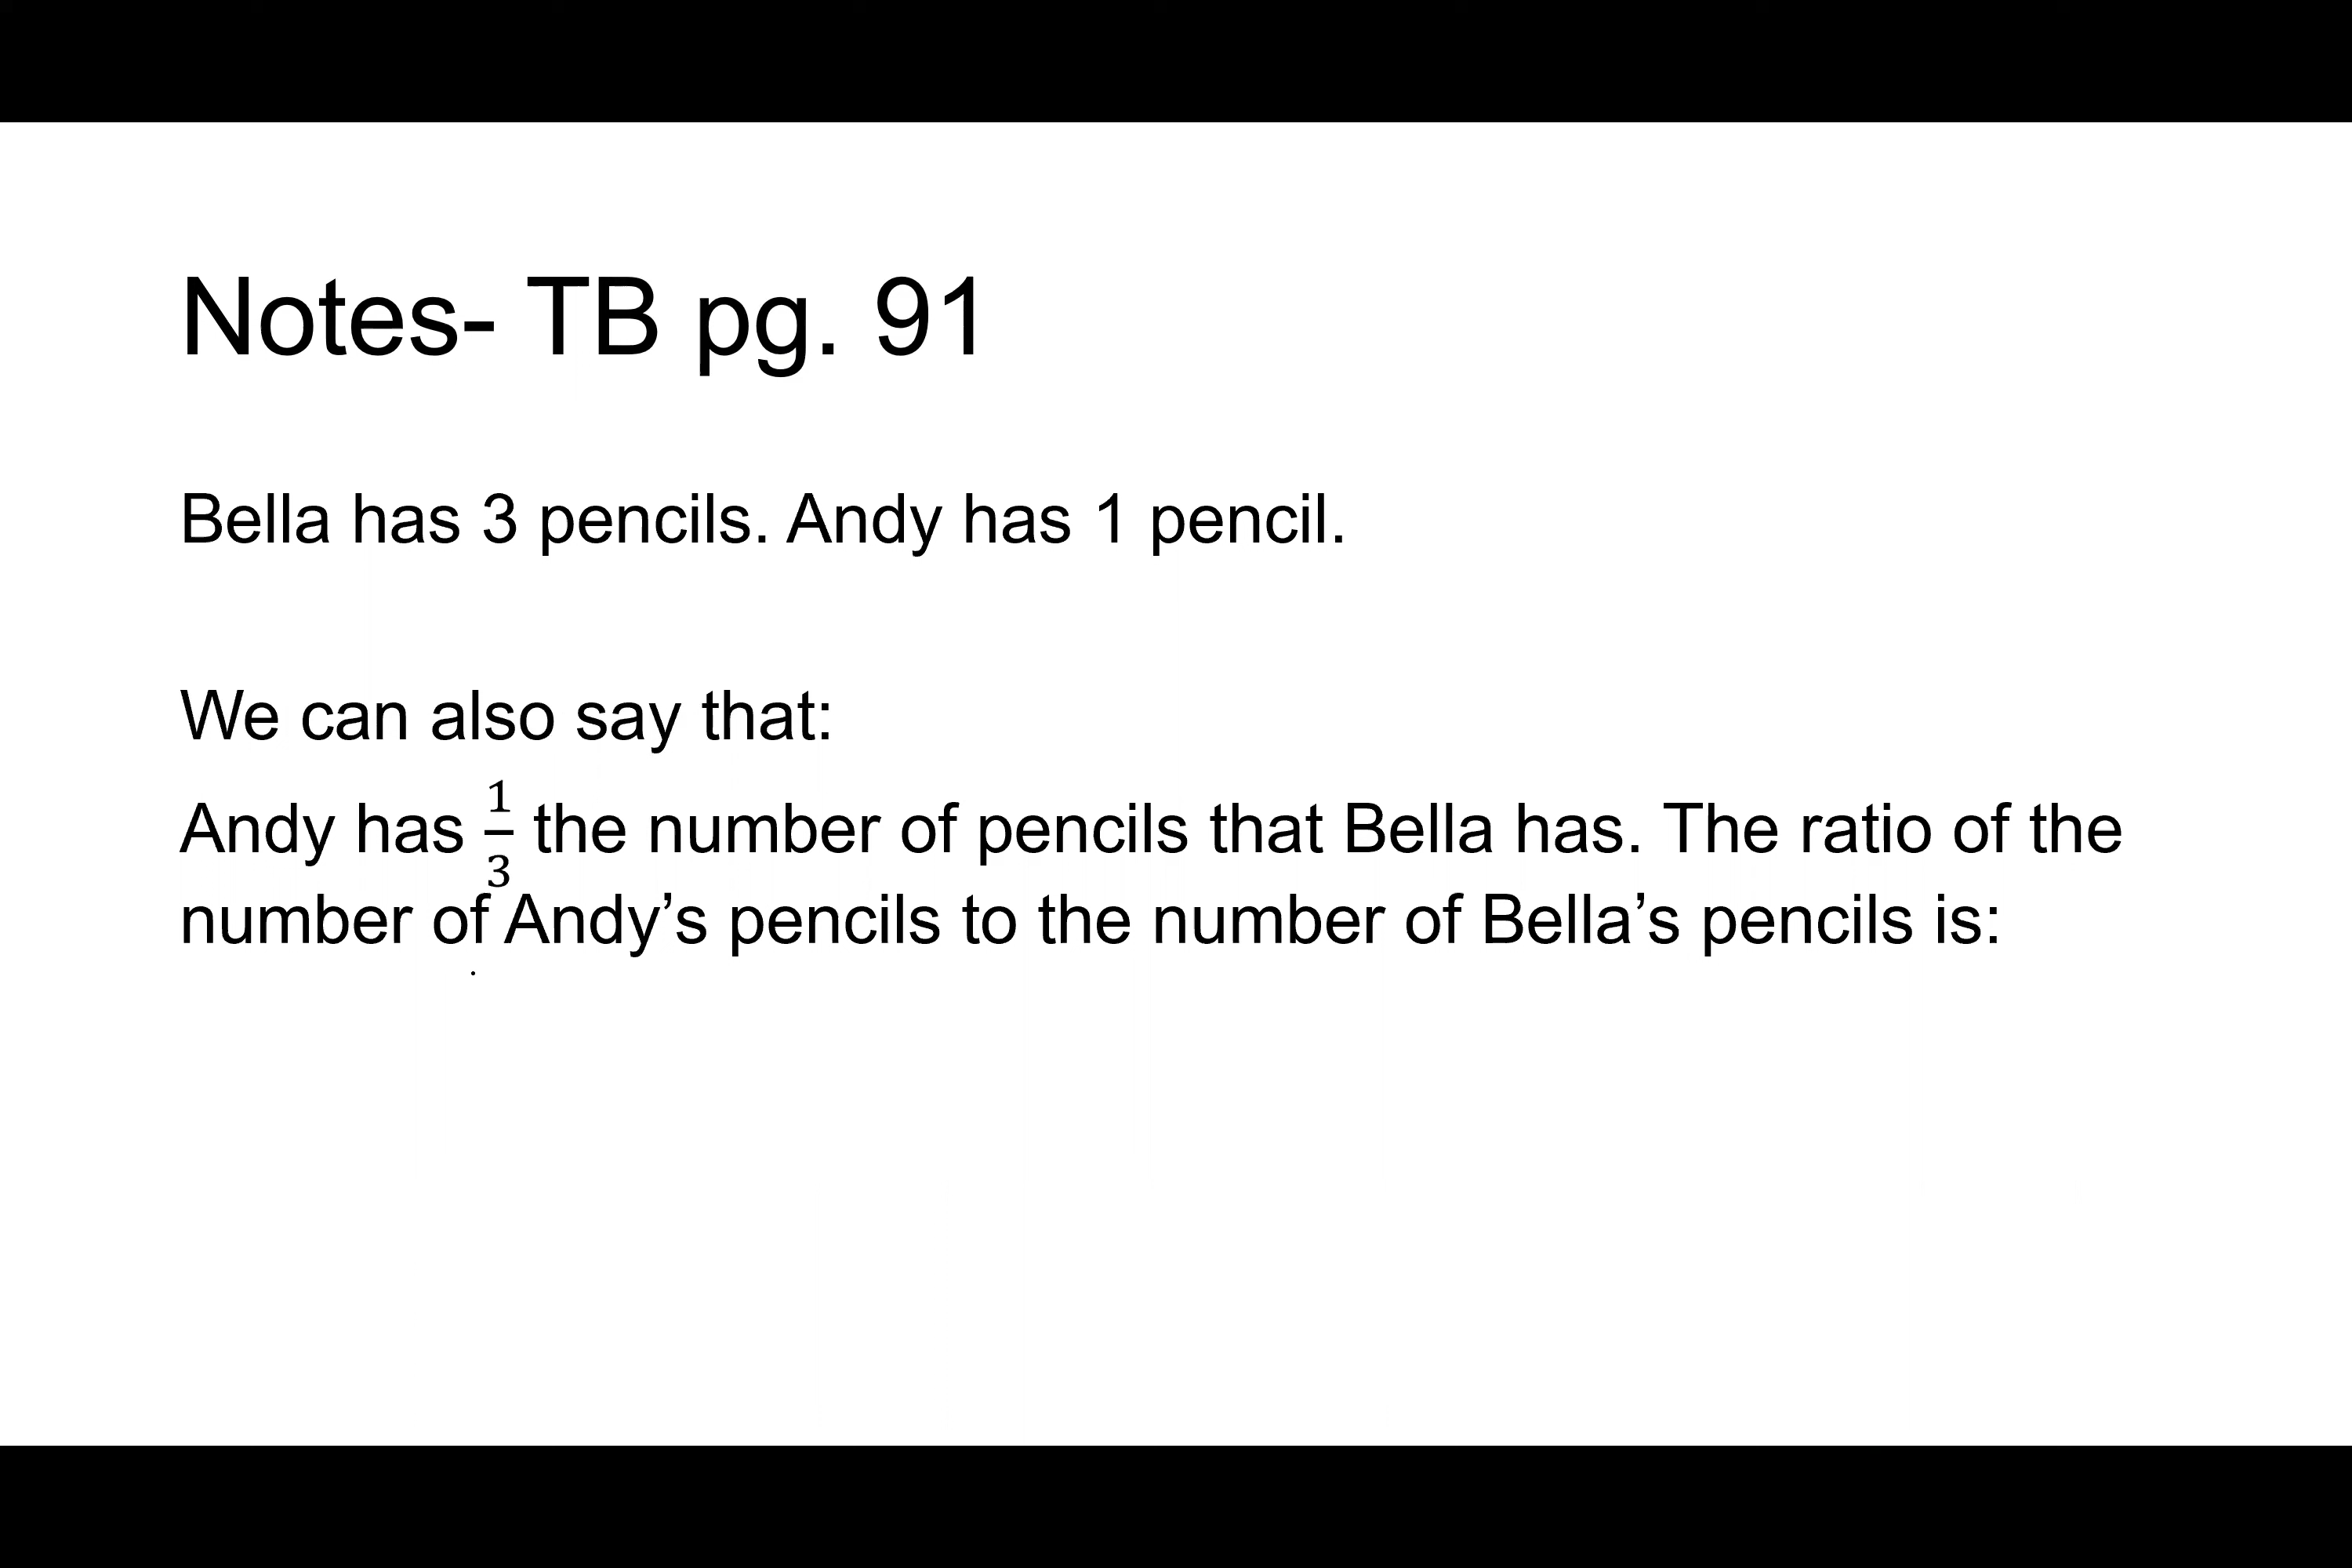 Notes- TB pg. 91
Bella has 3 pencils. Andy has 1 pencil.
We can also say that:
Andy has 1/3 the number of pencils that Bella has. The ratio of the
number of Andy’s pencils to the number of Bella’s pencils is: